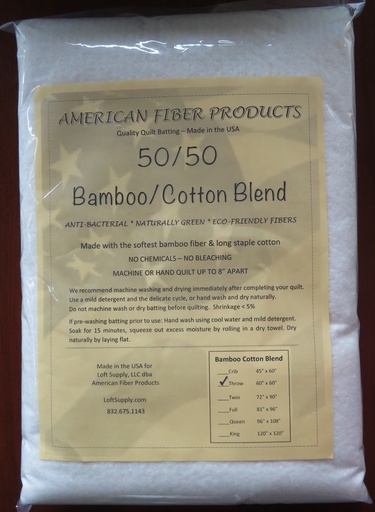 AMERICAN FIBER PRODUCTS
Quality Quilt Batting – Made in the USA
50/50
Bamboo/Cotton Blend
ANTI-BACTERIAL * NATURALLY GREEN * ECO-FRIENDLY FIBERS
Made with the softest bamboo fiber & long staple cotton
NO CHEMICALS – NO BLEACHING
MACHINE OR HAND QUILT UP TO 8" APART
We recommend machine washing and drying immediately after completing your quilt.
Use a mild detergent and the delicate cycle, or hand wash and dry naturally.
Do not machine wash or dry batting before quilting. Shrinkage < 5%
If pre-washing batting prior to use: Hand wash using cool water and mild detergent.
Soak for 15 minutes, squeeze out excess moisture by rolling in a dry towel. Dry
naturally by laying flat.
Made in the USA for
Loft Supply, LLC dba
American Fiber Products
LoftSupply.com
832.675.1143
Bamboo Cotton Blend
___Crib 45" x 60"
✓Throw 60" x 60"
___Twin 72" x 90"
___Full 81" x 96"
___Queen 96" x 108"
___King 120" x 120"